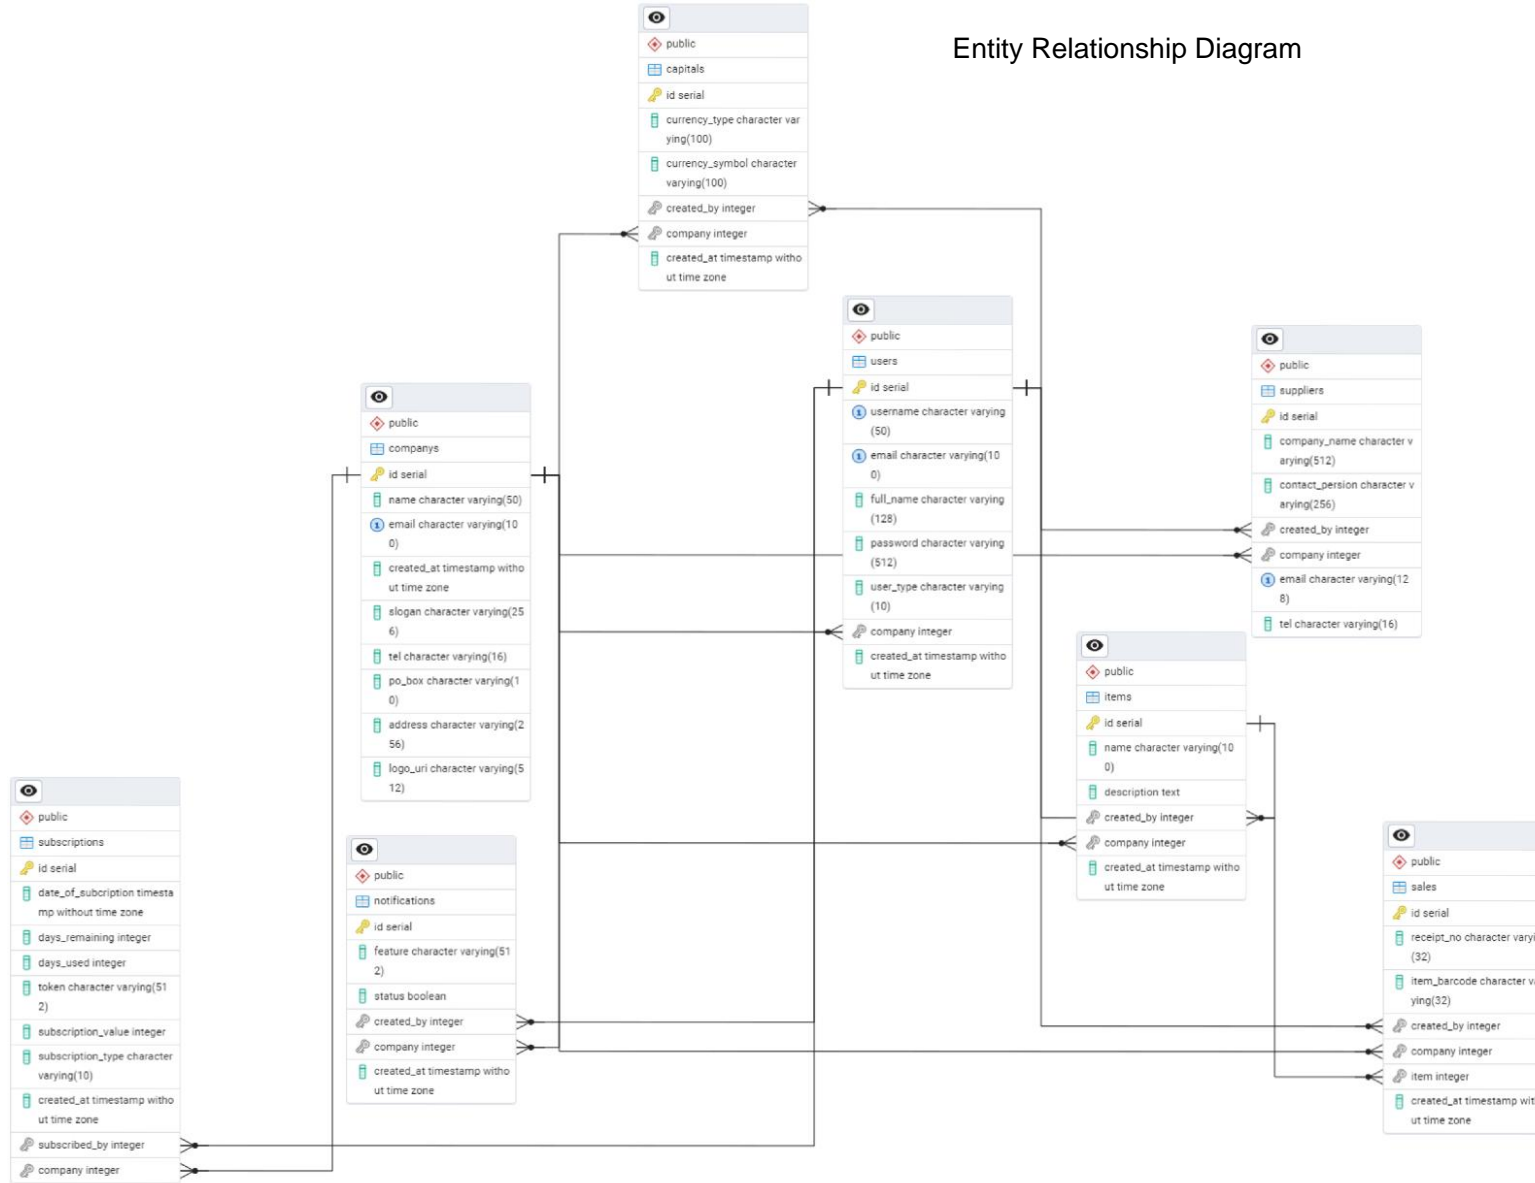 Entity Relationship Diagram
public
capitals
id serial
currency_type character var
ying(100)
currency_symbol character
varying(100)
created_by integer
company integer
created_at timestamp witho
ut time zone
public
users
id serial
username character varying
(50)
email character varying(10
0)
full_name character varying
(128)
password character varying
(512)
user_type character varying
(10)
company integer
created_at timestamp witho
ut time zone
public
suppliers
id serial
company_name character v
arying(512)
contact_persion character v
arying(256)
created_by integer
company integer
email character varying(12
8)
tel character varying(16)
public
companys
id serial
name character varying(50)
email character varying(10
0)
created_at timestamp witho
ut time zone
slogan character varying(25
6)
tel character varying(16)
po_box character varying(1
0)
address character varying(2
56)
logo_uri character varying(5
12)
public
items
id serial
name character varying(10
0)
description text
created_by integer
company integer
created_at timestamp witho
ut time zone
public
subscriptions
id serial
date_of_subcription timesta
mp without time zone
days_remaining integer
days_used integer
token character varying(51
2)
subscription_value integer
subscription_type character
varying(10)
created_at timestamp witho
ut time zone
subscribed_by integer
company integer
public
notifications
id serial
feature character varying(51
2)
status boolean
created_by integer
company integer
created_at timestamp witho
ut time zone
public
sales
id serial
receipt_no character varyi
(32)
item_barcode character va
ying(32)
created_by integer
company integer
item integer
created_at timestamp wit
ut time zone